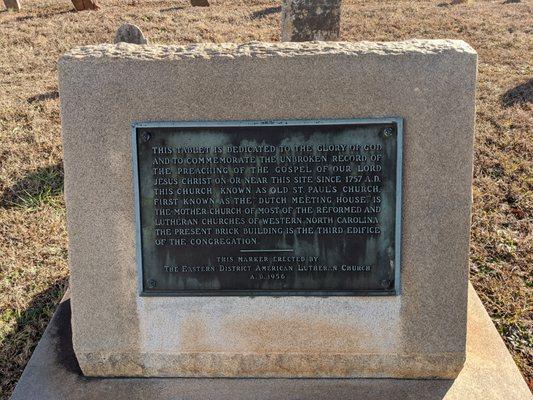 THIS TABLET IS DEDICATED TO THE GLORY OF GOD
AND TO COMMEMORATE THE UNBROKEN RECORD OF
THE PREACHING OF THE GOSPEL OF OUR LORD
JESUS CHRIST ON OR NEAR THIS SITE SINCE 1757 A.D.
THIS CHURCH, KNOWN AS OLD ST. PAUL'S CHURCH,
FIRST KNOWN AS THE "DUTCH MEETING HOUSE" IS
THE MOTHER CHURCH OF MOST OF THE REFORMED AND
LUTHERAN CHURCHES OF WESTERN NORTH CAROLINA.
THE PRESENT BRICK BUILDING IS THE THIRD EDIFICE
OF THE CONGREGATION.
THIS MARKER ERECTED BY
THE EASTERN DISTRICT AMERICAN LUTHERAN CHURCH
A.D. 1956